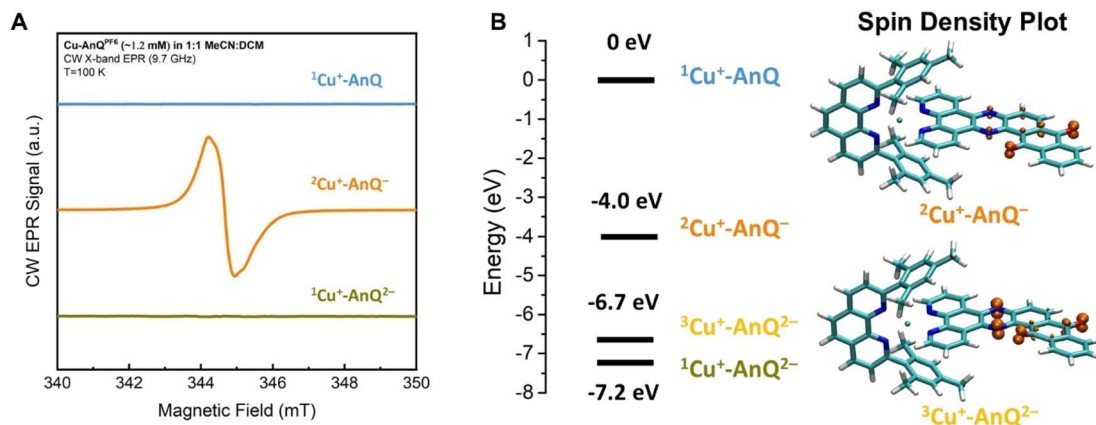 A
Cu-AnQᴾᶠ⁶ (~1.2 mM) in 1:1 MeCN:DCM
CW X-band EPR (9.7 GHz)
T=100 K
¹Cu⁺-AnQ
²Cu⁺-AnQ⁻
¹Cu⁺-AnQ²⁻
CW EPR Signal (a.u.)
340 342 344 346 348 350
Magnetic Field (mT)
B
Spin Density Plot
Energy (eV)
1
0
-1
-2
-3
-4
-5
-6
-7
-8
0 eV
¹Cu⁺-AnQ
-4.0 eV
²Cu⁺-AnQ⁻
-6.7 eV
³Cu⁺-AnQ²⁻
¹Cu⁺-AnQ²⁻
-7.2 eV
²Cu⁺-AnQ⁻
³Cu⁺-AnQ²⁻